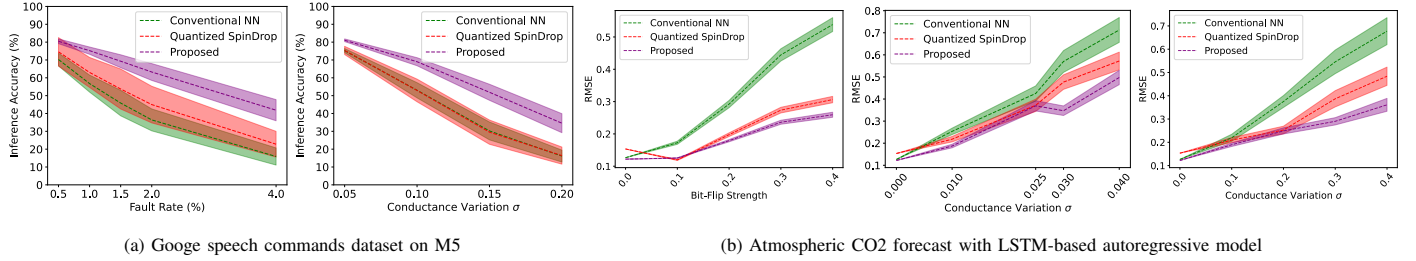 Inference Accuracy (%)
100
90
80
70
60
50
40
30
20
10
0
0.5
1.0
1.5
2.0
4.0
Fault Rate (%)
Conventional NN
Quantized SpinDrop
Proposed
Inference Accuracy (%)
100
90
80
70
60
50
40
30
20
10
0
0.05
0.10
0.15
0.20
Conductance Variation σ
Conventional NN
Quantized SpinDrop
Proposed
RMSE
0.5
0.4
0.3
0.2
0.1
0.0
0.1
0.2
0.3
0.4
Bit-Flip Strength
Conventional NN
Quantized SpinDrop
Proposed
RMSE
0.8
0.7
0.6
0.5
0.4
0.3
0.2
0.1
0.000
0.010
0.025
0.030
0.040
Conductance Variation σ
Conventional NN
Quantized SpinDrop
Proposed
RMSE
0.7
0.6
0.5
0.4
0.3
0.2
0.1
0.0
0.1
0.2
0.3
0.4
Conductance Variation σ
Conventional NN
Quantized SpinDrop
Proposed
(a) Googe speech commands dataset on M5
(b) Atmospheric CO2 forecast with LSTM-based autoregressive model